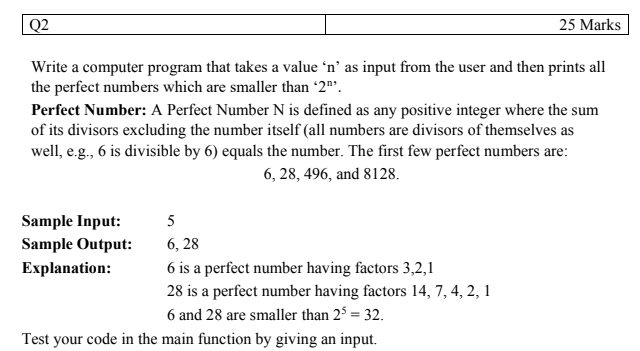 Q2 25 Marks
Write a computer program that takes a value ‘n’ as input from the user and then prints all
the perfect numbers which are smaller than ‘2ⁿ’.
Perfect Number: A Perfect Number N is defined as any positive integer where the sum
of its divisors excluding the number itself (all numbers are divisors of themselves as
well, e.g., 6 is divisible by 6) equals the number. The first few perfect numbers are:
6, 28, 496, and 8128.
Sample Input: 5
Sample Output: 6, 28
Explanation: 6 is a perfect number having factors 3,2,1
28 is a perfect number having factors 14, 7, 4, 2, 1
6 and 28 are smaller than 2⁵ = 32.
Test your code in the main function by giving an input.